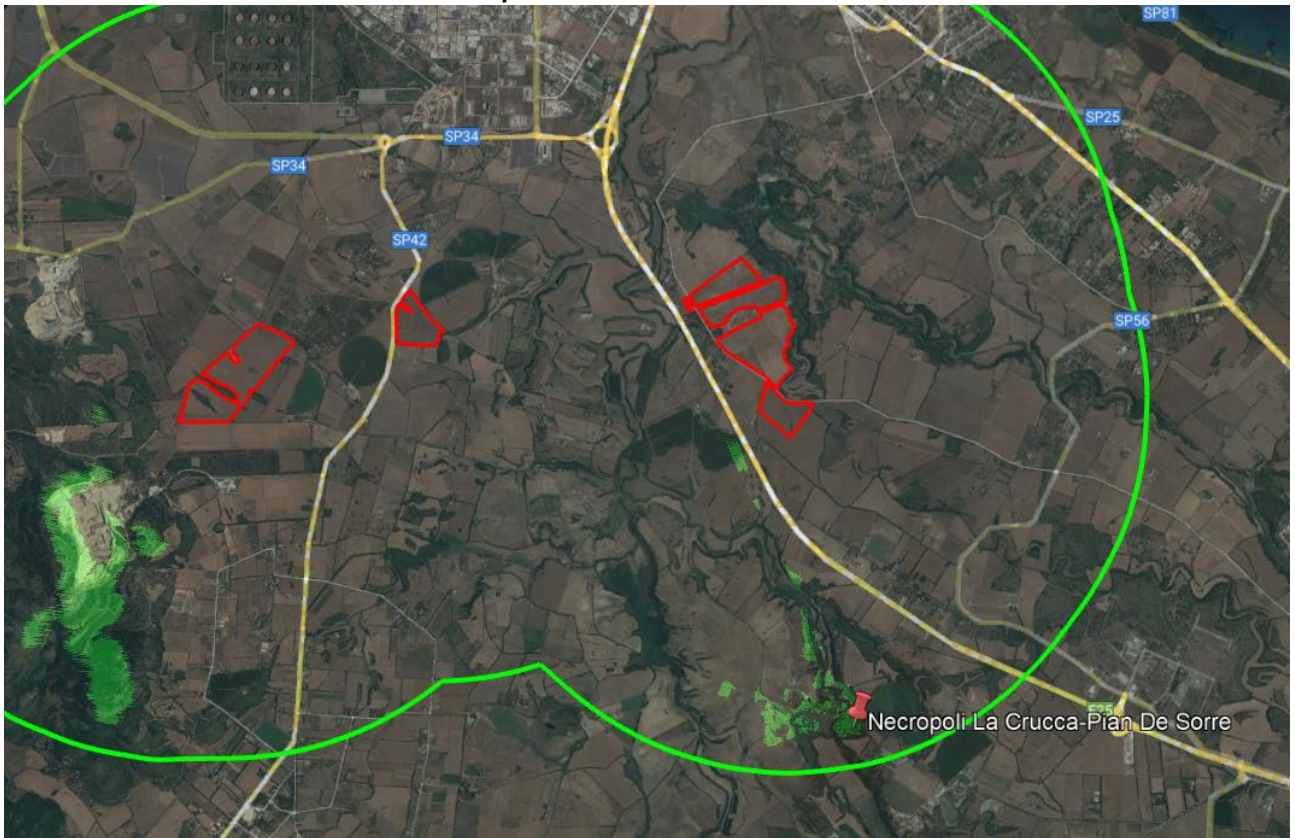 SP81
SP25
SP34
SP34
SP42
SP56
Necropoli La Crucca-Pian De Sorre
E25